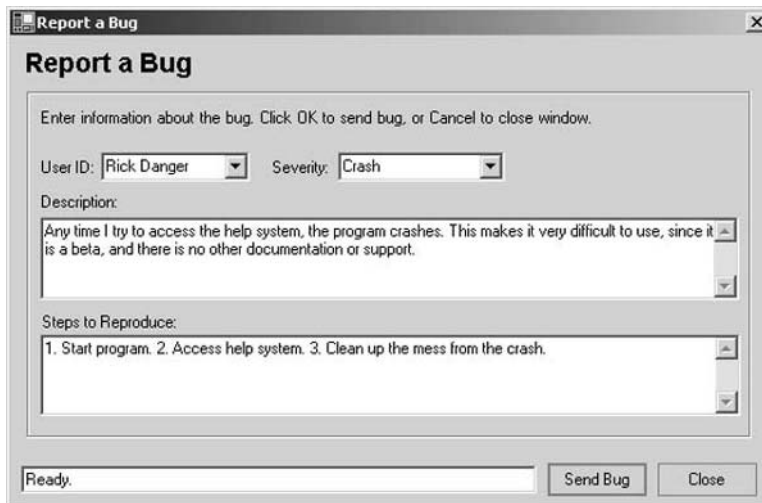 Report a Bug
Report a Bug
Enter information about the bug. Click OK to send bug, or Cancel to close window.
User ID: Rick Danger Severity: Crash
Description:
Any time I try to access the help system, the program crashes. This makes it very difficult to use, since it
is a beta, and there is no other documentation or support.
Steps to Reproduce:
1. Start program. 2. Access help system. 3. Clean up the mess from the crash.
Ready. Send Bug Close